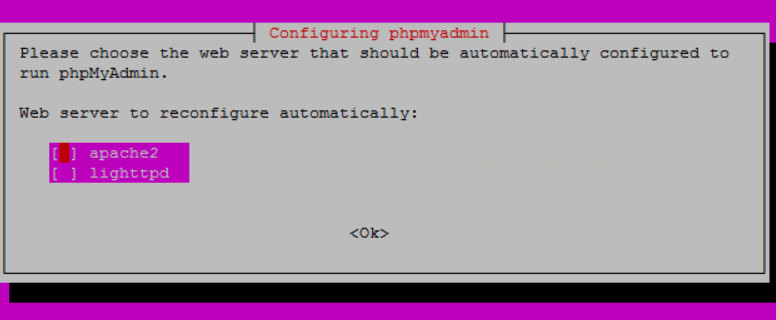 Configuring phpmyadmin
Please choose the web server that should be automatically configured to
run phpMyAdmin.
Web server to reconfigure automatically:
[ ] apache2
[ ] lighttpd
<Ok>